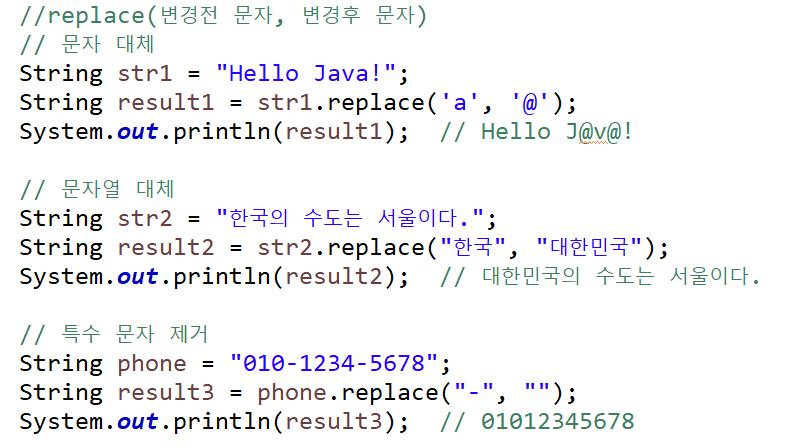 //replace(변경전 문자, 변경후 문자)
// 문자 대체
String str1 = "Hello Java!";
String result1 = str1.replace('a', '@');
System.out.println(result1);  // Hello J@v@!
// 문자열 대체
String str2 = "한국의 수도는 서울이다.";
String result2 = str2.replace("한국", "대한민국");
System.out.println(result2);  // 대한민국의 수도는 서울이다.
// 특수 문자 제거
String phone = "010-1234-5678";
String result3 = phone.replace("-", "");
System.out.println(result3);  // 01012345678